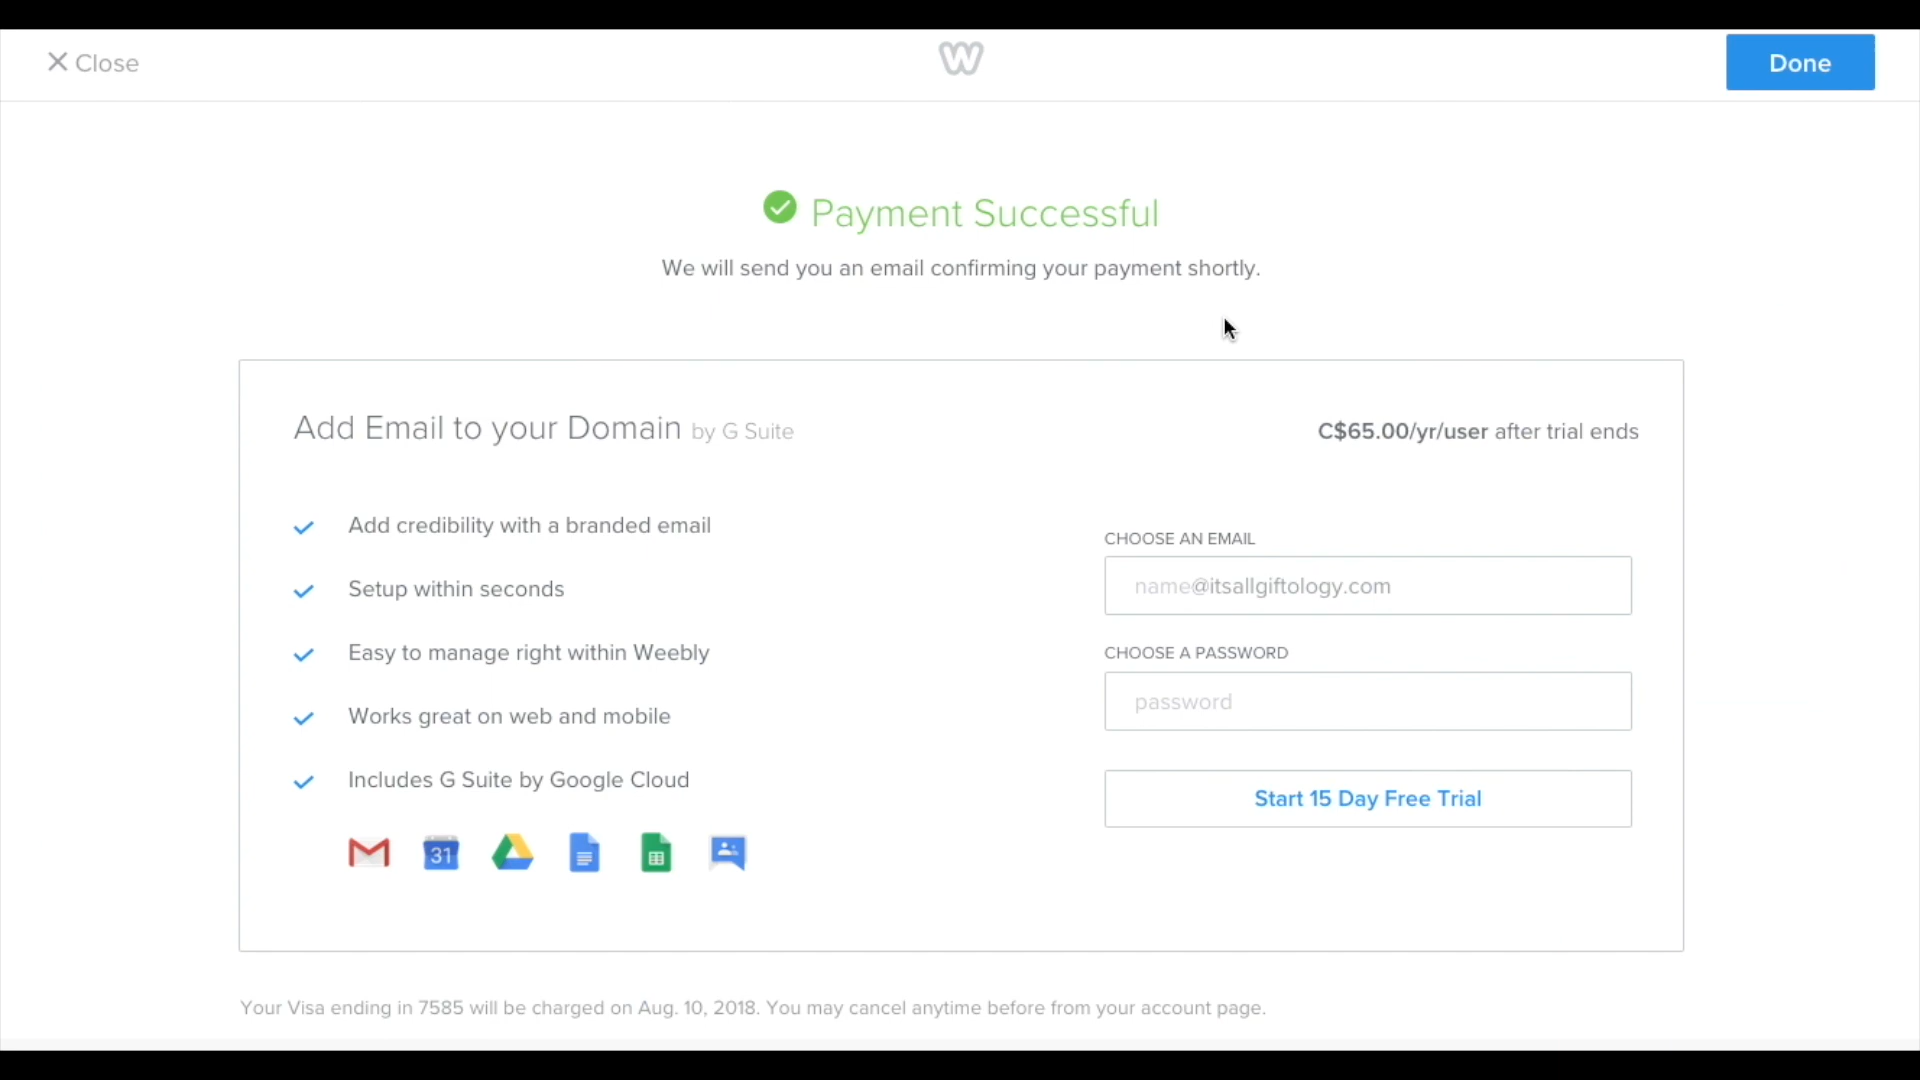 Close
W
Done
Payment Successful
We will send you an email confirming your payment shortly.
Add Email to your Domain by G Suite
C$65.00/yr/user after trial ends
Add credibility with a branded email
Setup within seconds
Easy to manage right within Weebly
Works great on web and mobile
Includes G Suite by Google Cloud
31
CHOOSE AN EMAIL
name@itsallgiftology.com
CHOOSE A PASSWORD
password
Start 15 Day Free Trial
Your Visa ending in 7585 will be charged on Aug. 10, 2018. You may cancel anytime before from your account page.